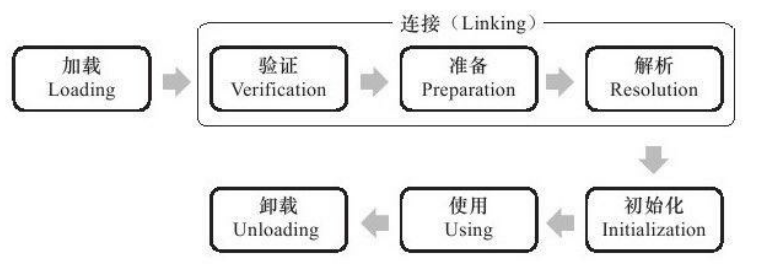 连接（Linking）
加载
Loading
验证
Verification
准备
Preparation
解析
Resolution
初始化
Initialization
使用
Using
卸载
Unloading